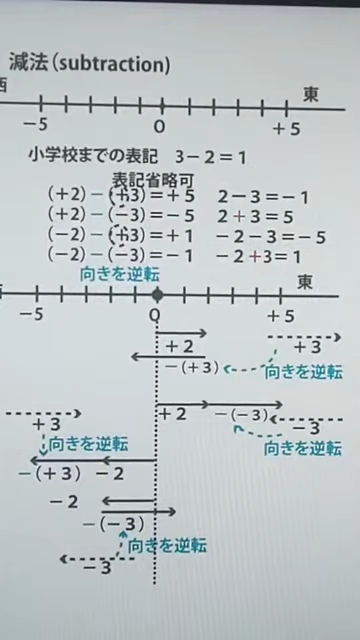 減法(subtraction)
西 東
−5 0 +5
小学校までの表記 3−2=1
表記省略可
(+2)−(+3)=+5 2−3=−1
(+2)−(−3)=−5 2+3=5
(−2)−(+3)=+1 −2−3=−5
(−2)−(−3)=−1 −2+3=1
向きを逆転 東
−5 0 +5
+2 +3
−(+3) 向きを逆転
+3 +2 −(−3)
−3
向きを逆転 向きを逆転
−(+3) −2
−2
−(−3)
向きを逆転
−3